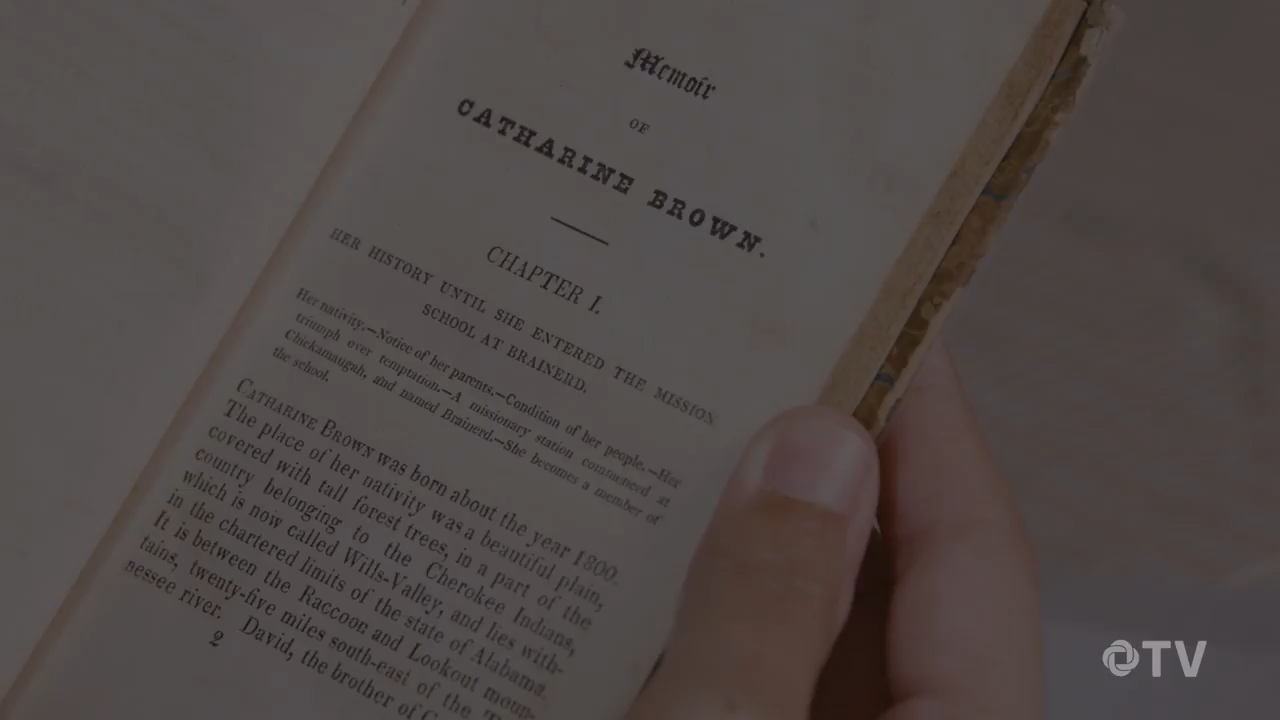 Memoir
OF
CATHARINE BROWN.
CHAPTER I.
HER HISTORY UNTIL SHE ENTERED THE MISSION
SCHOOL AT BRAINERD.
Her nativity.—Notice of her parents.—Condition of her people.—Her
triumph over temptation.—A missionary station commenced at
Chickamaugah, and named Brainerd.—She becomes a member of
the school.
CATHARINE BROWN was born about the year 1800.
The place of her nativity was a beautiful plain,
covered with tall forest trees, in a part of the
country belonging to the Cherokee Indians,
which is now called Wills-Valley, and lies with-
in the chartered limits of the state of Alabama.
It is between the Raccoon and Lookout moun-
tains, twenty-five miles south-east of the
nessee river. David, the brother of
2
TV